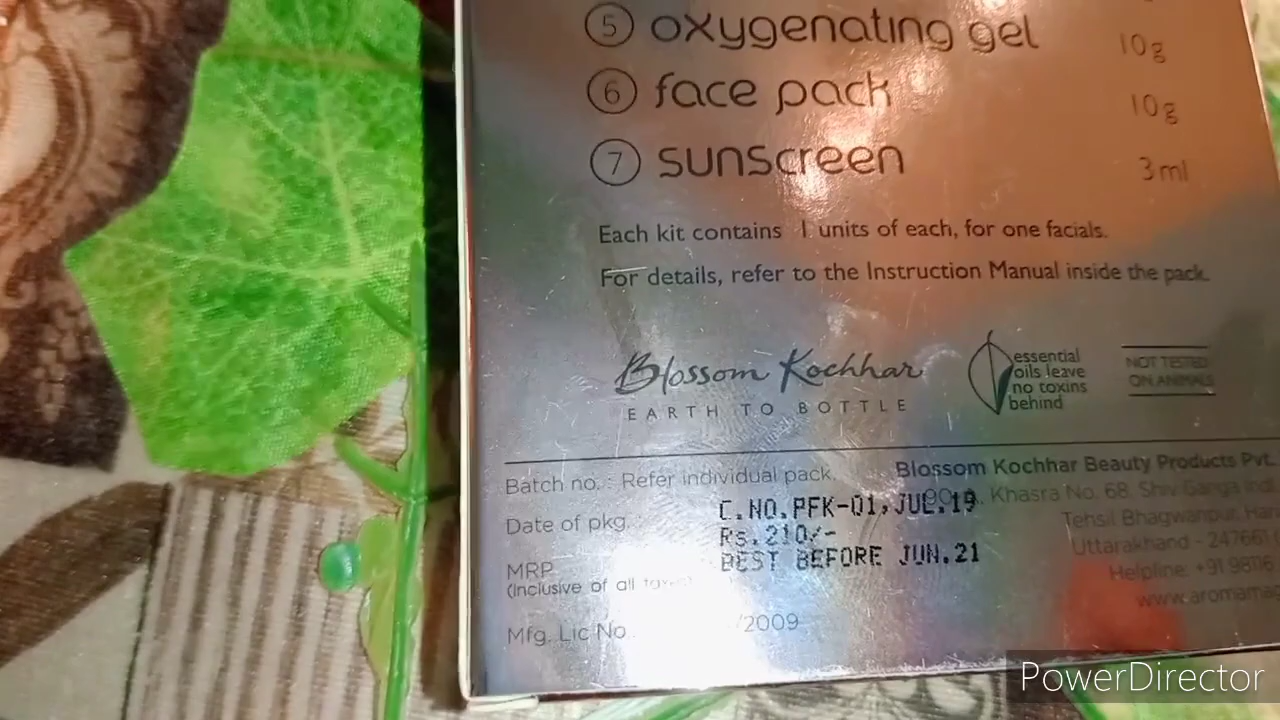 5 oxygenating gel 10g
6 face pack 10g
7 sunscreen 3ml
Each kit contains 1 units of each, for one facials.
For details, refer to the Instruction Manual inside the pack.
Blossom Kochhar
EARTH TO BOTTLE
essential
oils leave
no toxins
behind
NOT TESTED
ON ANIMALS
Batch no. : Refer individual pack.
Date of pkg. :
MRP
(Inclusive of all taxes)
Mfg. Lic No
/2009
C.NO.PFK-01,JUL.19
Rs.210/-
BEST BEFORE JUN.21
Blossom Kochhar Beauty Products Pvt.
Khasra No. 68, Shiv Ganga
Tehsil Bhagwanpur,
Uttarakhand - 247661
Helpline: +91 98116
www.aromama
PowerDirector